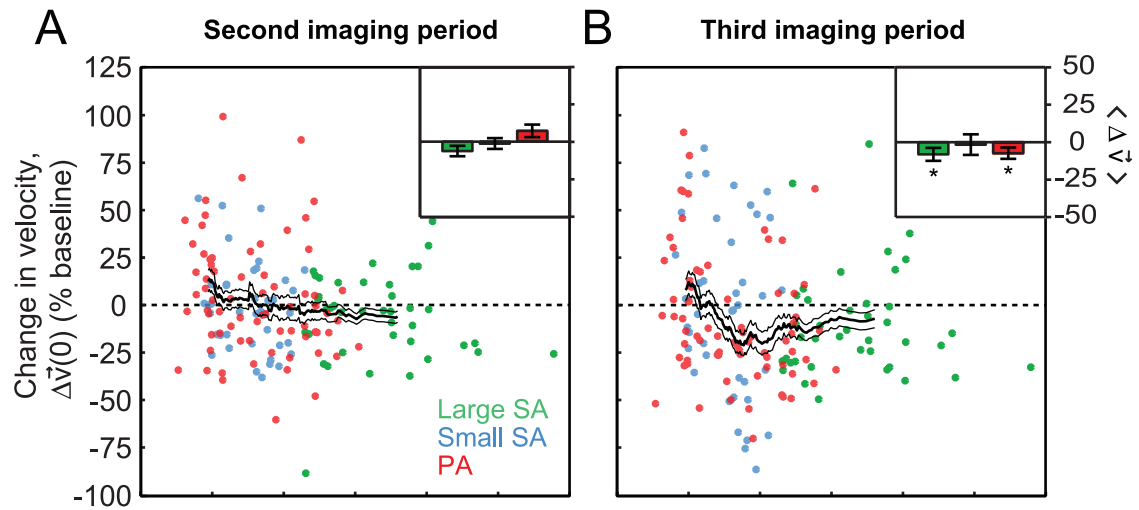 A Second imaging period
B Third imaging period
Change in velocity,
Δv⃗(0) (% baseline)
125
100
75
50
25
0
-25
-50
-75
-100
Large SA
Small SA
PA
* *
50
25
0
-25
-50
< Δ v⃗ >